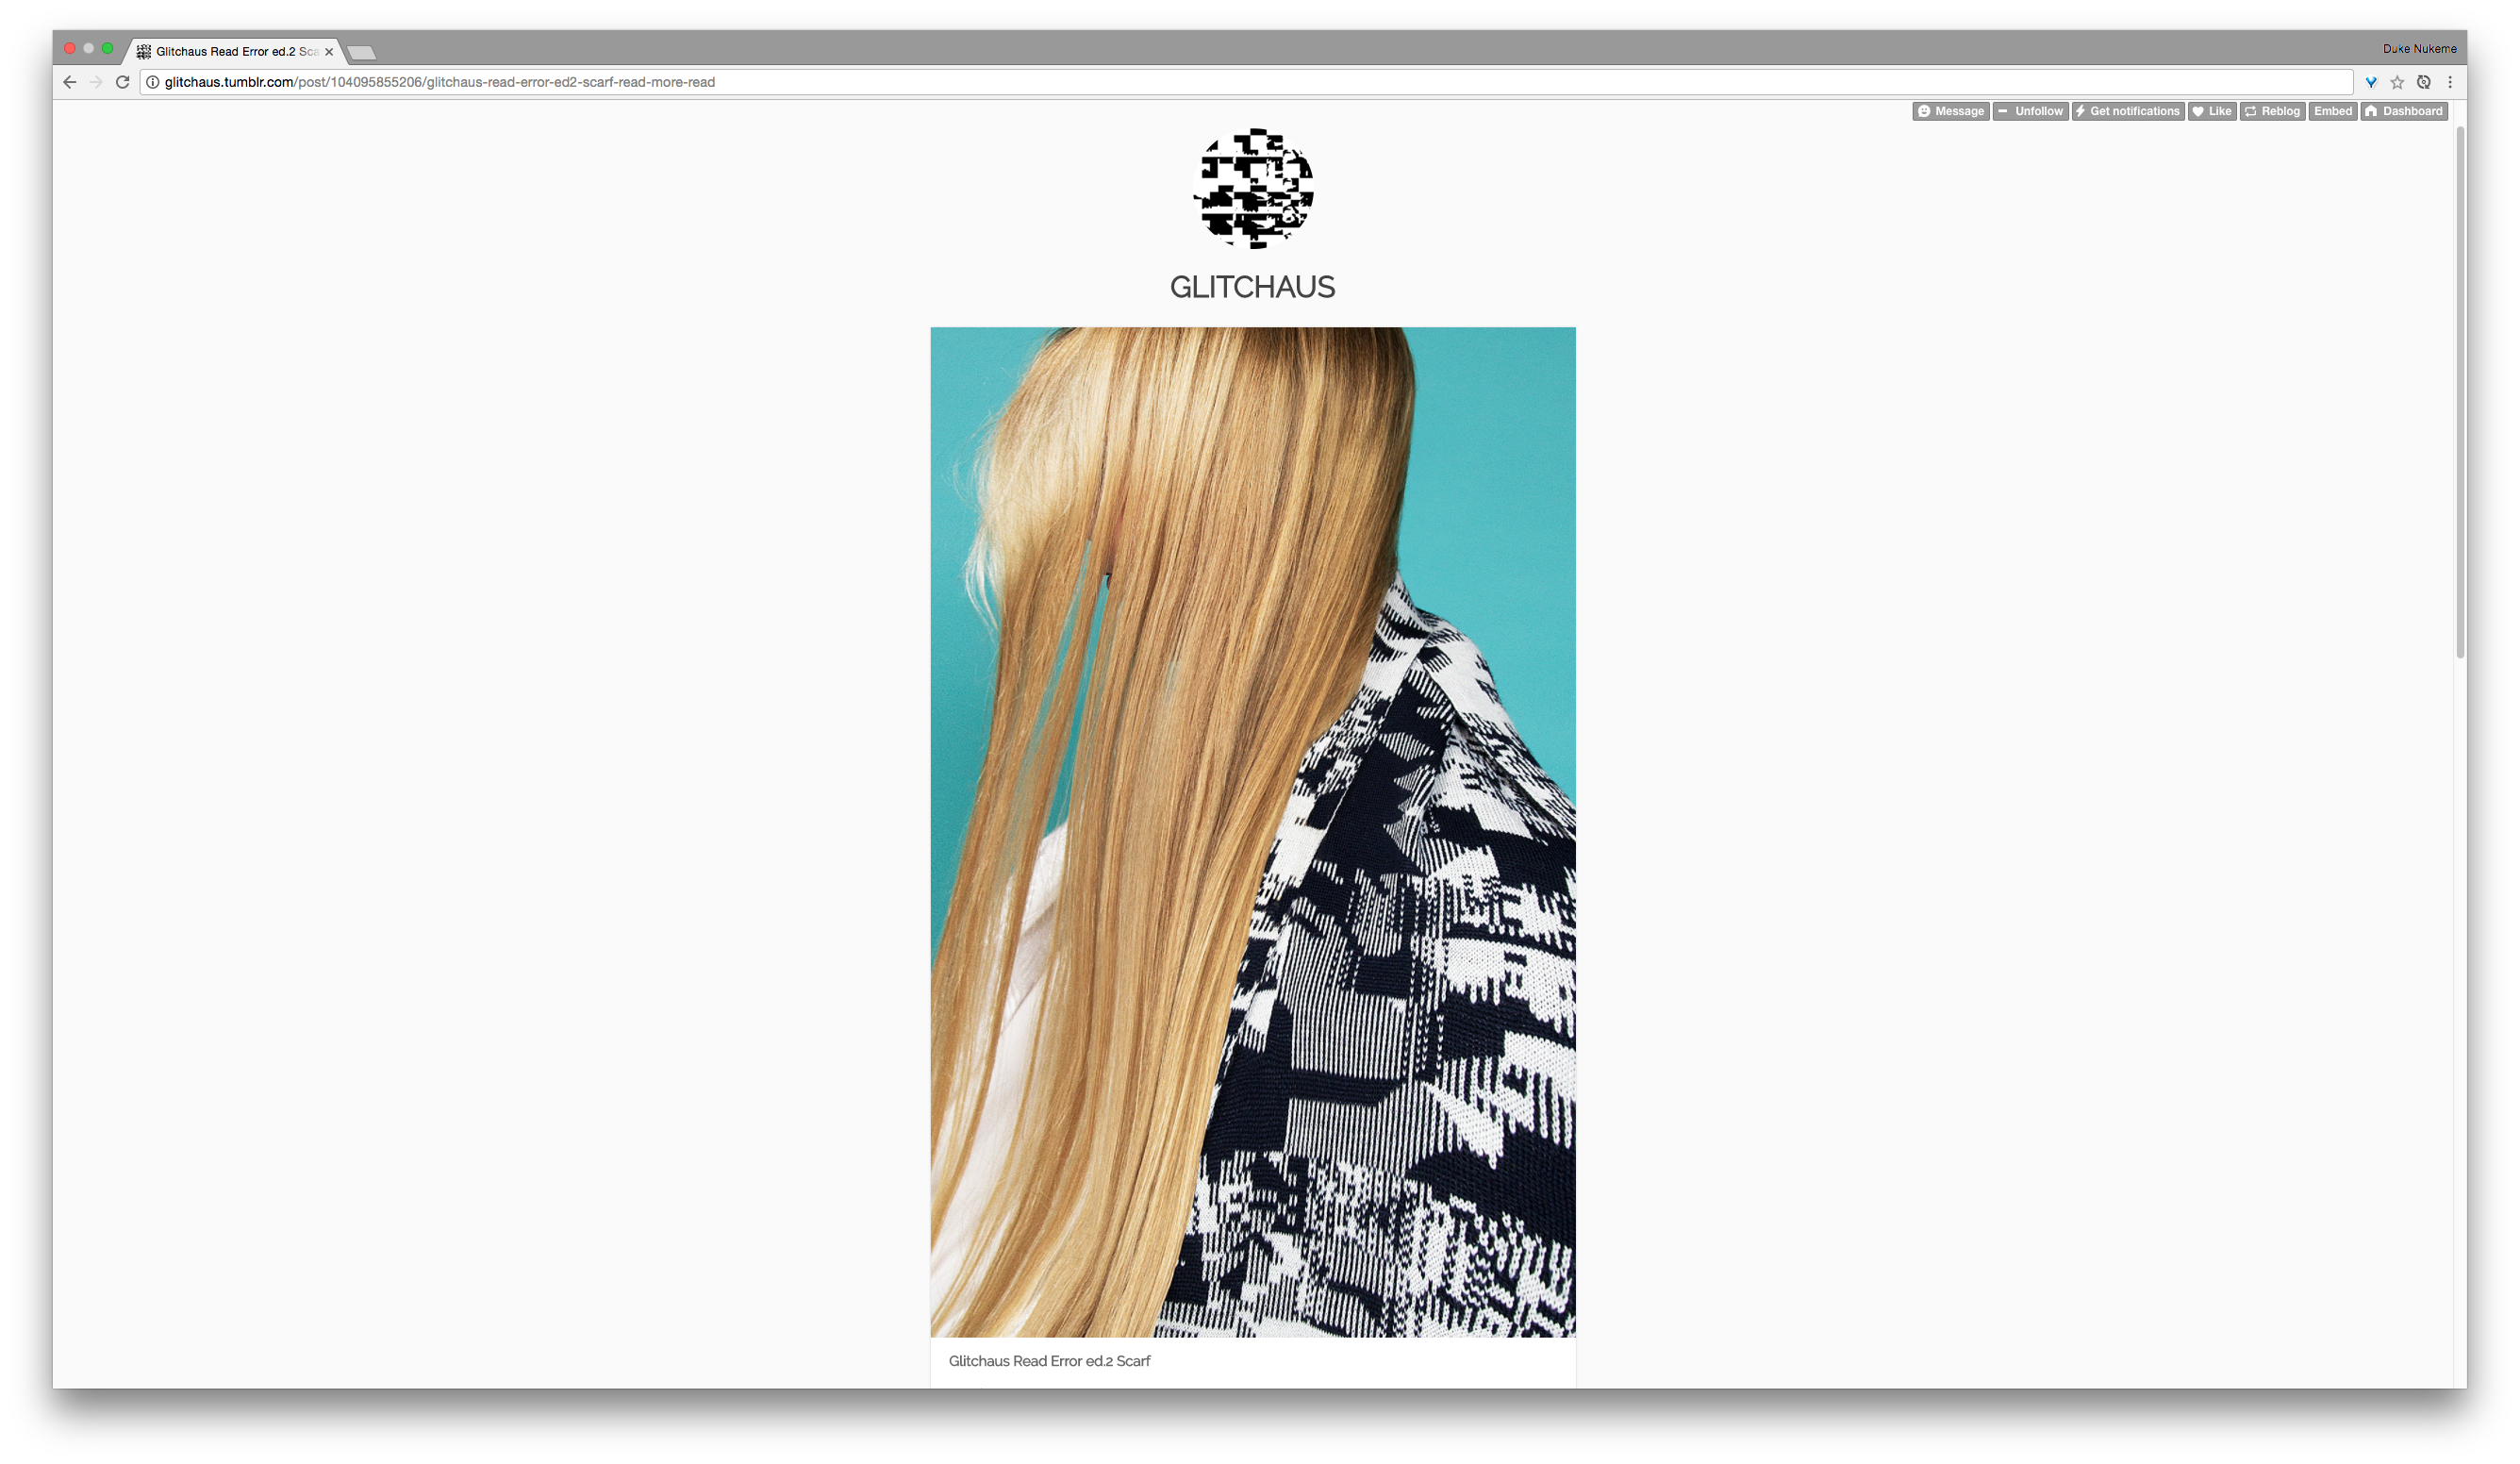 Glitchaus Read Error ed.2 Sca
Duke Nukeme
glitchaus.tumblr.com/post/104095855206/glitchaus-read-error-ed2-scarf-read-more-read
Message Unfollow Get notifications Like Reblog Embed Dashboard
GLITCHAUS
Glitchaus Read Error ed.2 Scarf